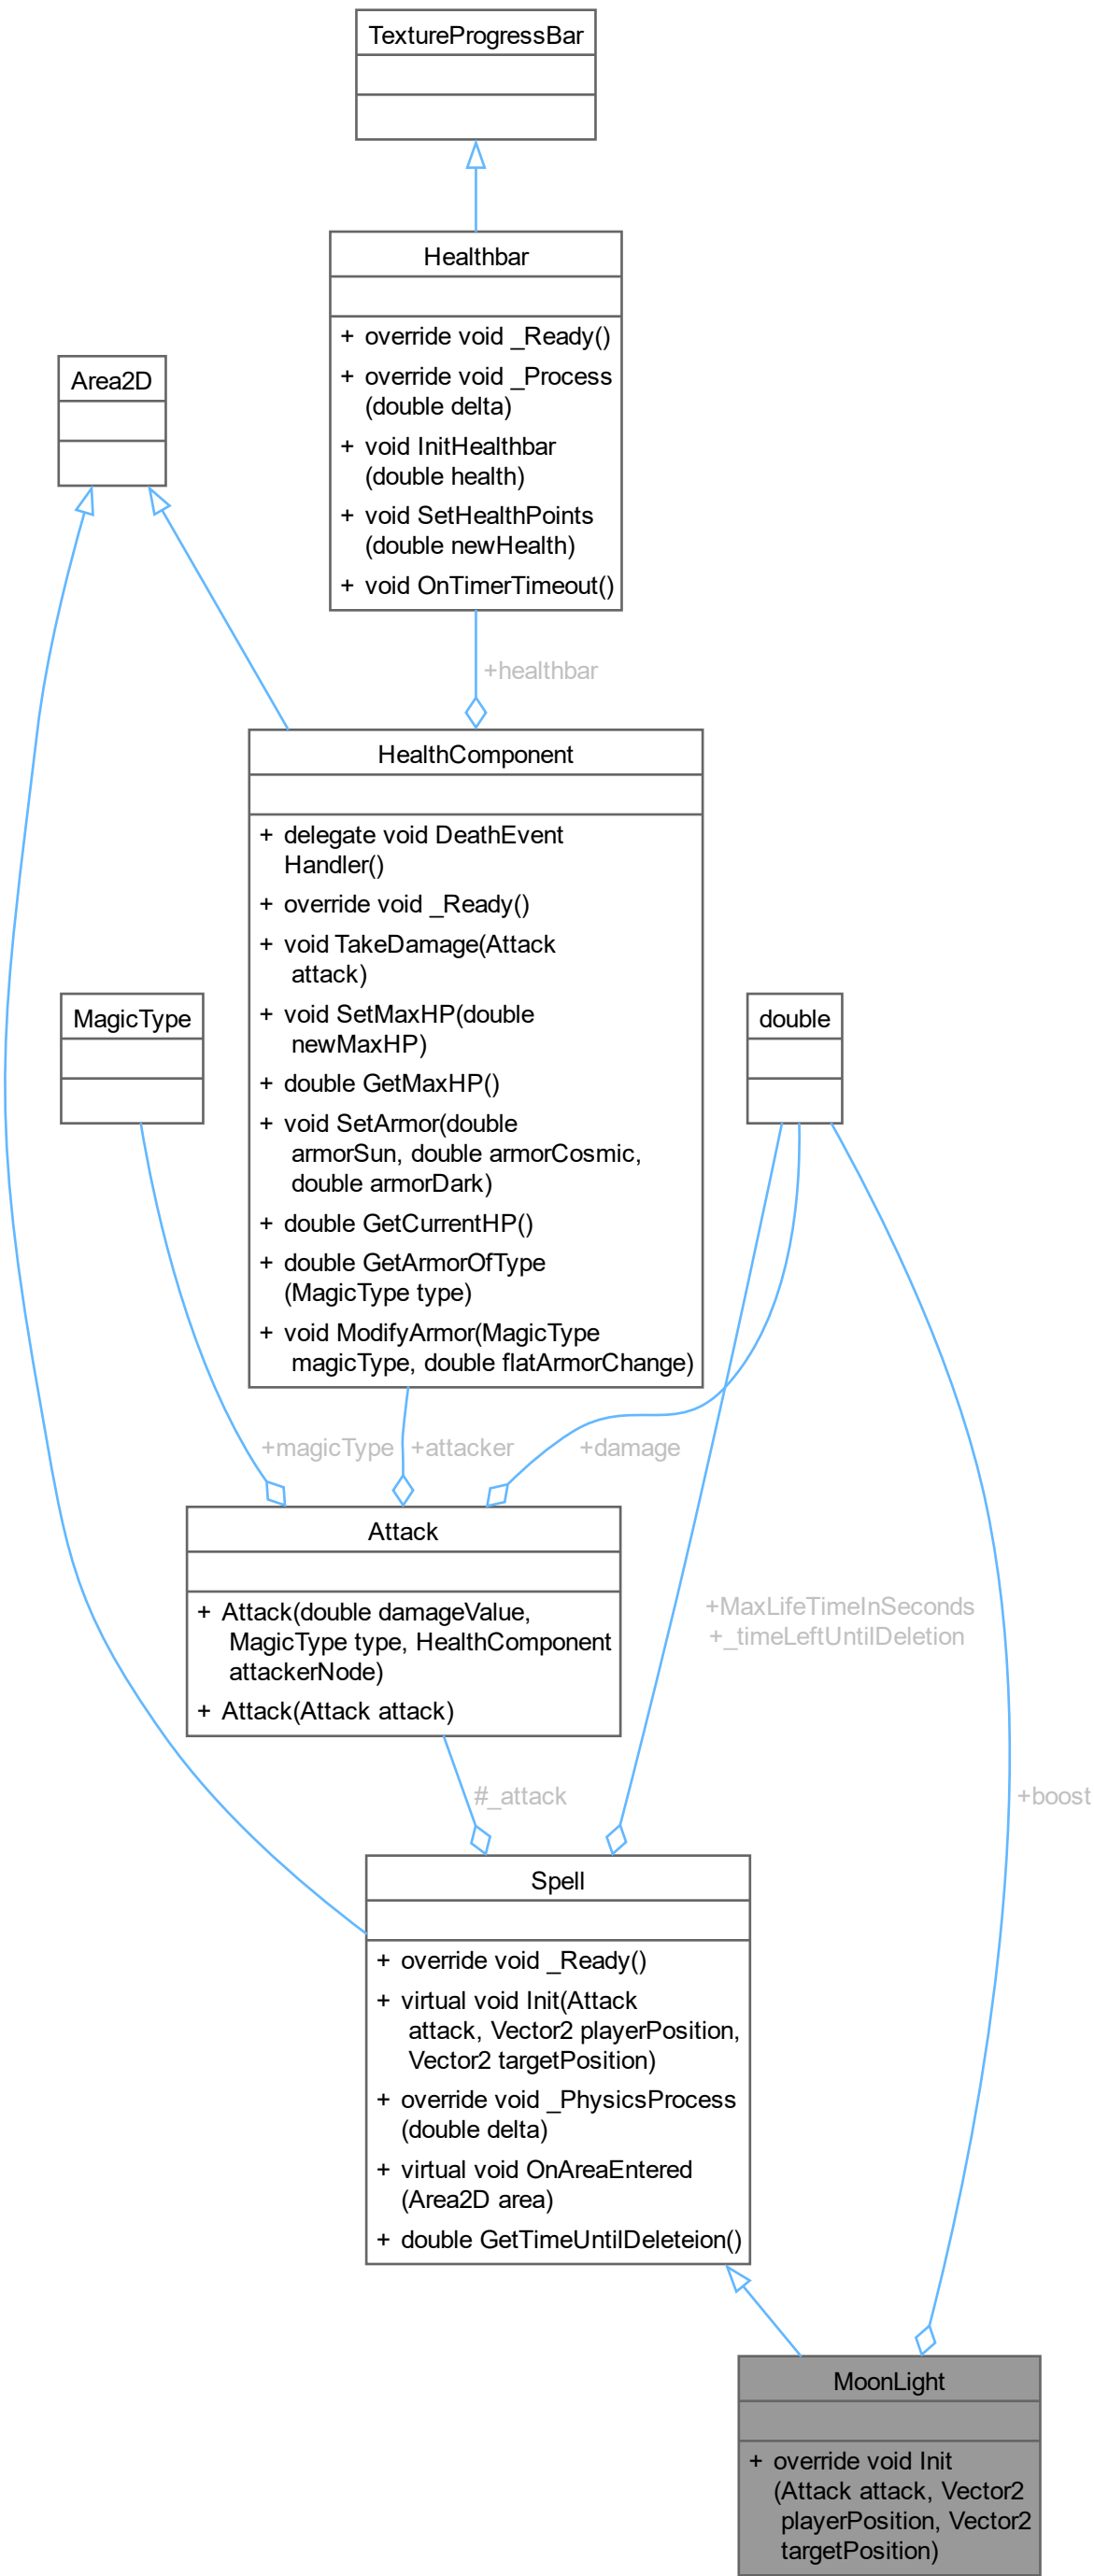 TextureProgressBar
Healthbar
+ override void _Ready()
+ override void _Process
(double delta)
+ void InitHealthbar
(double health)
+ void SetHealthPoints
(double newHealth)
+ void OnTimerTimeout()
Area2D
+healthbar
HealthComponent
+ delegate void DeathEvent
Handler()
+ override void _Ready()
+ void TakeDamage(Attack
attack)
+ void SetMaxHP(double
newMaxHP)
+ double GetMaxHP()
+ void SetArmor(double
armorSun, double armorCosmic,
double armorDark)
+ double GetCurrentHP()
+ double GetArmorOfType
(MagicType type)
+ void ModifyArmor(MagicType
magicType, double flatArmorChange)
MagicType
double
+magicType
+attacker
+damage
Attack
+ Attack(double damageValue,
MagicType type, HealthComponent
attackerNode)
+ Attack(Attack attack)
+MaxLifeTimeInSeconds
+_timeLeftUntilDeletion
#_attack
+boost
Spell
+ override void _Ready()
+ virtual void Init(Attack
attack, Vector2 playerPosition,
Vector2 targetPosition)
+ override void _PhysicsProcess
(double delta)
+ virtual void OnAreaEntered
(Area2D area)
+ double GetTimeUntilDeleteion()
MoonLight
+ override void Init
(Attack attack, Vector2
playerPosition, Vector2
targetPosition)